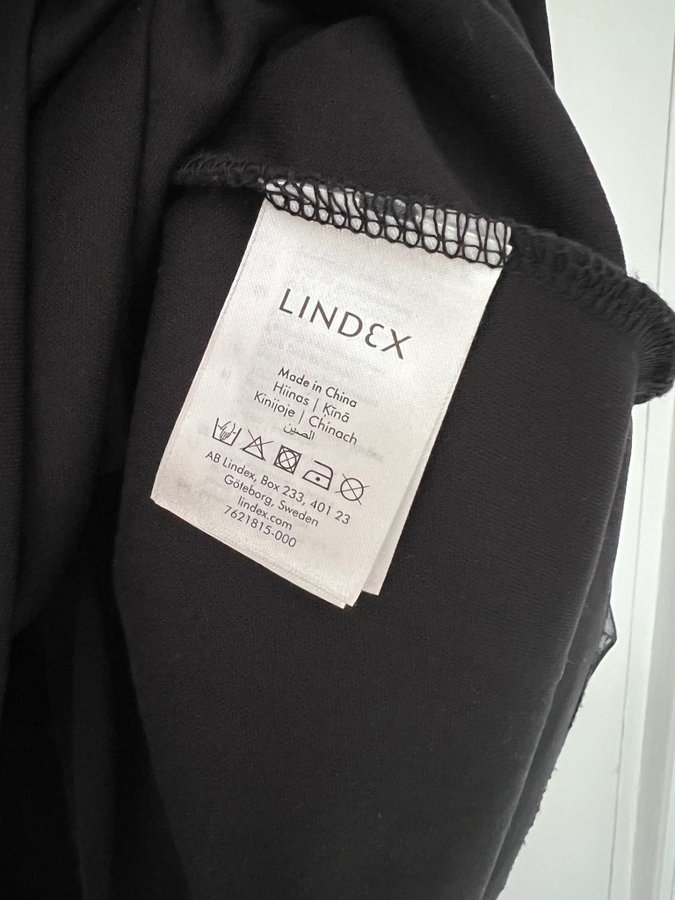 LINDEX
Made in China
Hiinas | Ķīnā
Kinijoje | Chinach
الصين
AB Lindex, Box 233, 401 23
Göteborg, Sweden
lindex.com
7621815-000